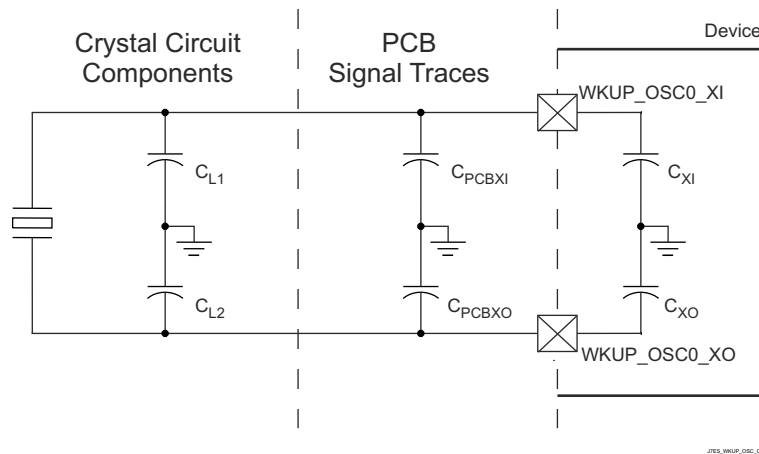 Crystal Circuit
Components
PCB
Signal Traces
Device
WKUP_OSC0_XI
CL1
CPCBXI
CXI
CL2
CPCBXO
CXO
WKUP_OSC0_XO